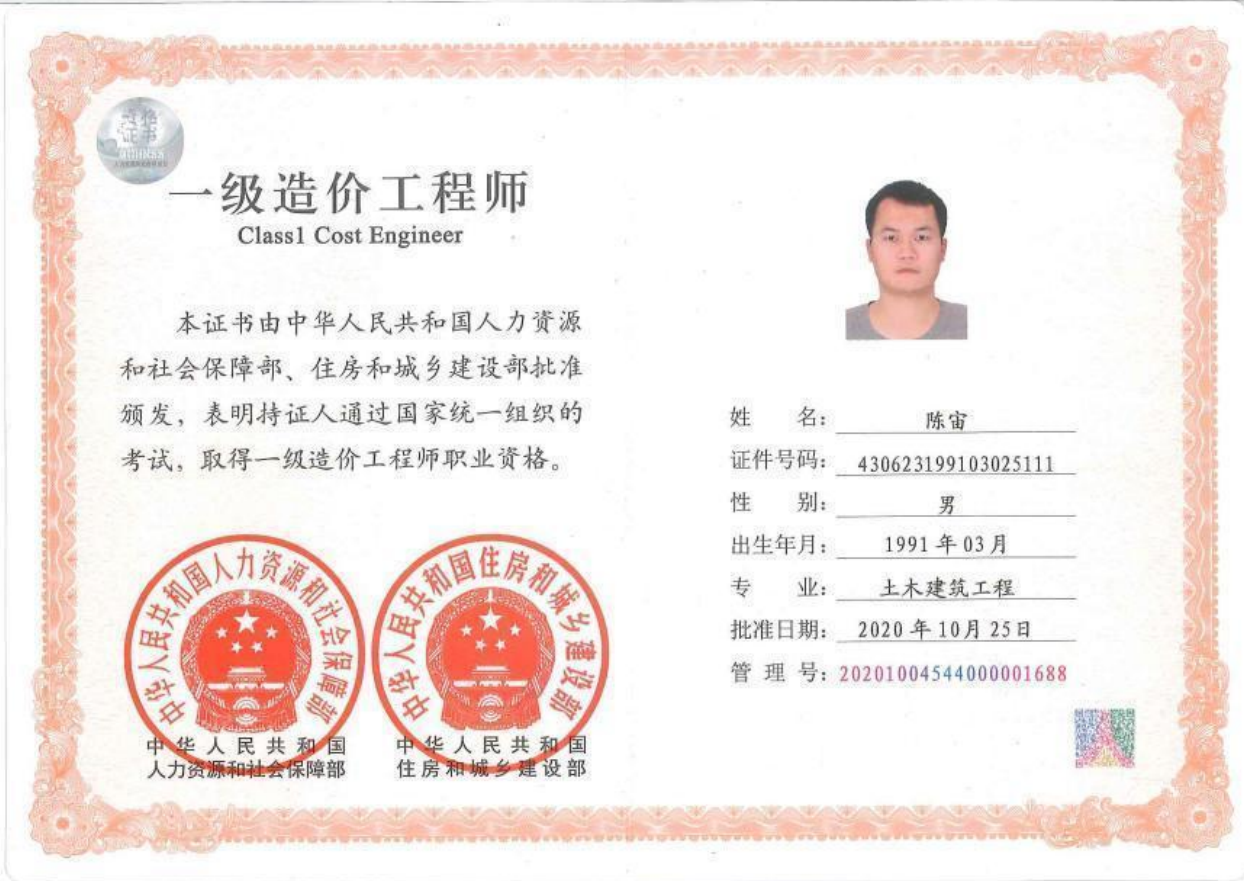 资格
证书
一级造价工程师
Class1 Cost Engineer
本证书由中华人民共和国人力资源
和社会保障部、住房和城乡建设部批准
颁发，表明持证人通过国家统一组织的
考试，取得一级造价工程师职业资格。
中华人民共和国人力资源和社会保障部
中华人民共和国住房和城乡建设部
中华人民共和国
人力资源和社会保障部
中华人民共和国
住房和城乡建设部
姓 名：陈宙
证件号码：430623199103025111
性 别：男
出生年月：1991年03月
专 业：土木建筑工程
批准日期：2020年10月25日
管 理 号：20201004544000001688